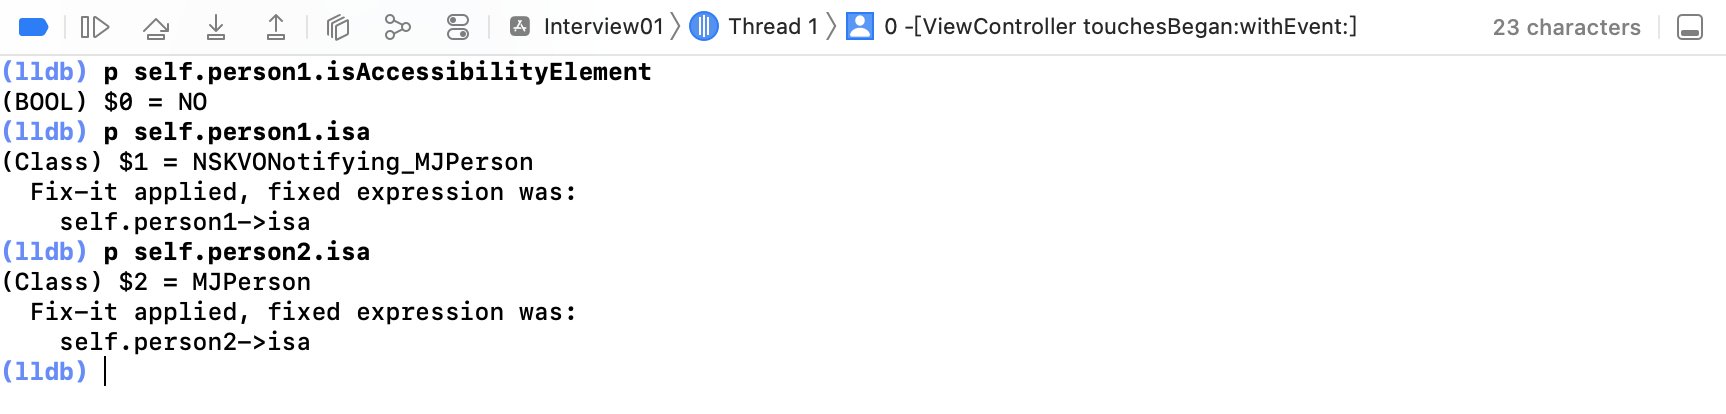 Interview01 〉 Thread 1 〉 0 -[ViewController touchesBegan:withEvent:] 23 characters
(lldb) p self.person1.isAccessibilityElement
(BOOL) $0 = NO
(lldb) p self.person1.isa
(Class) $1 = NSKVONotifying_MJPerson
  Fix-it applied, fixed expression was:
    self.person1->isa
(lldb) p self.person2.isa
(Class) $2 = MJPerson
  Fix-it applied, fixed expression was:
    self.person2->isa
(lldb)